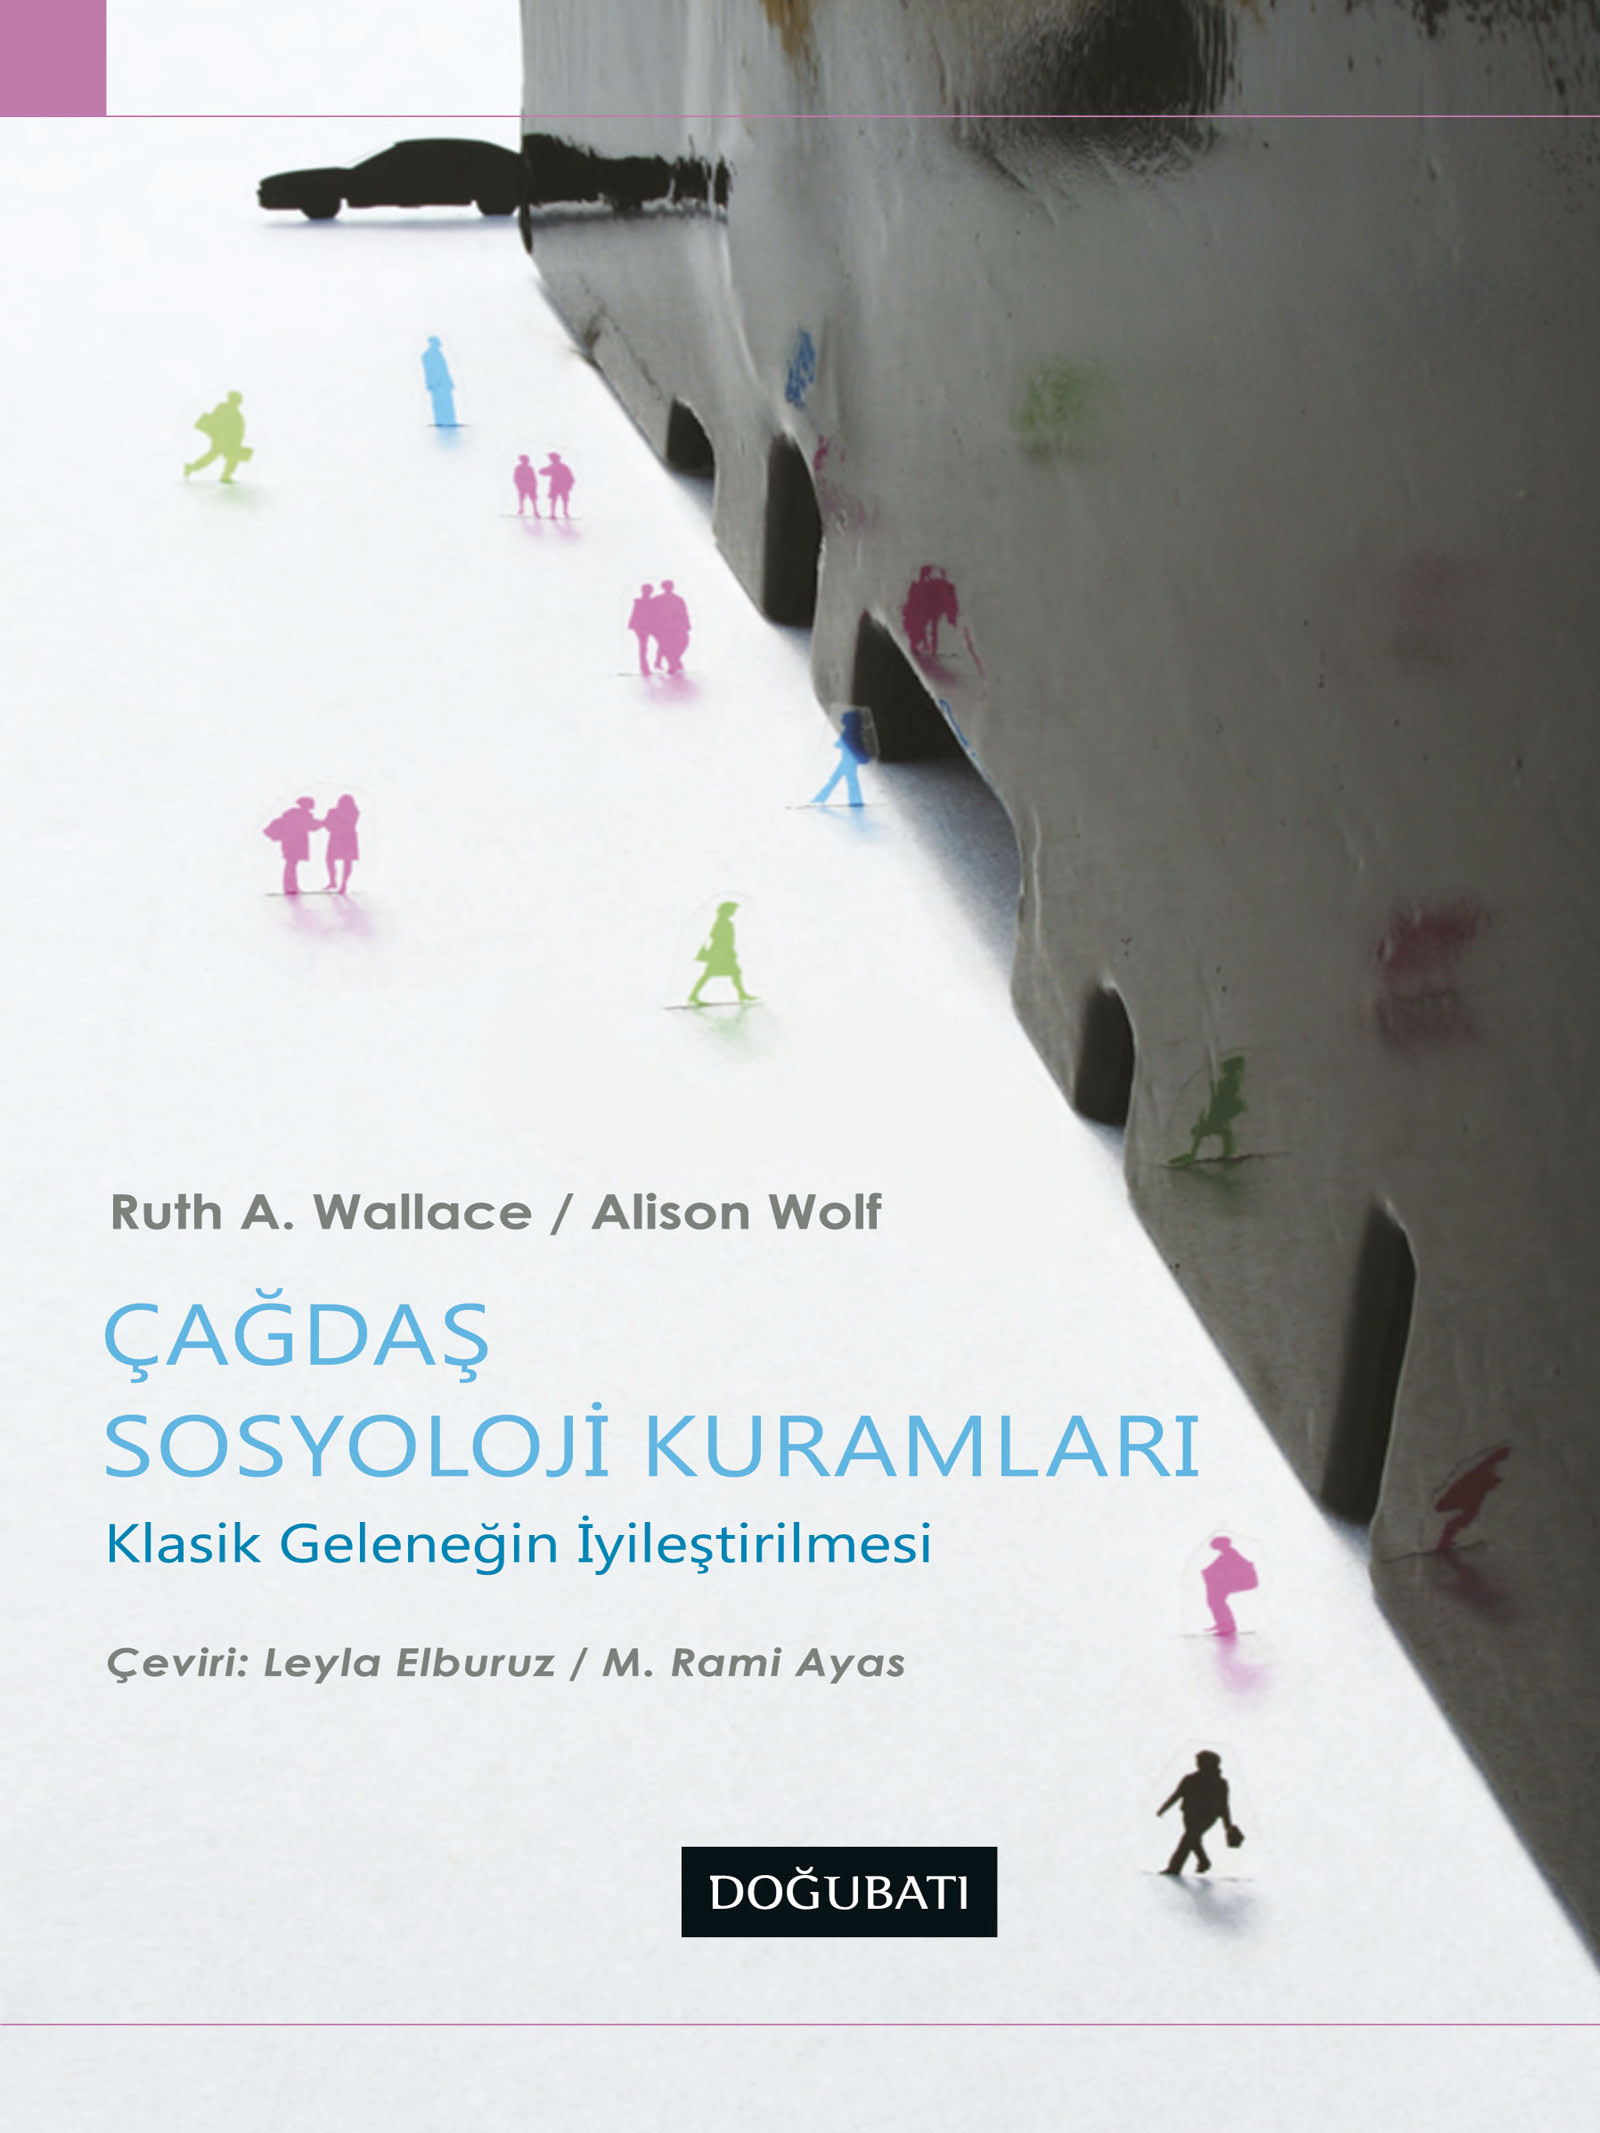 Ruth A. Wallace / Alison Wolf
ÇAĞDAŞ
SOSYOLOJİ KURAMLARI
Klasik Geleneğin İyileştirilmesi
Çeviri: Leyla Elburuz / M. Rami Ayas
DOĞUBATI